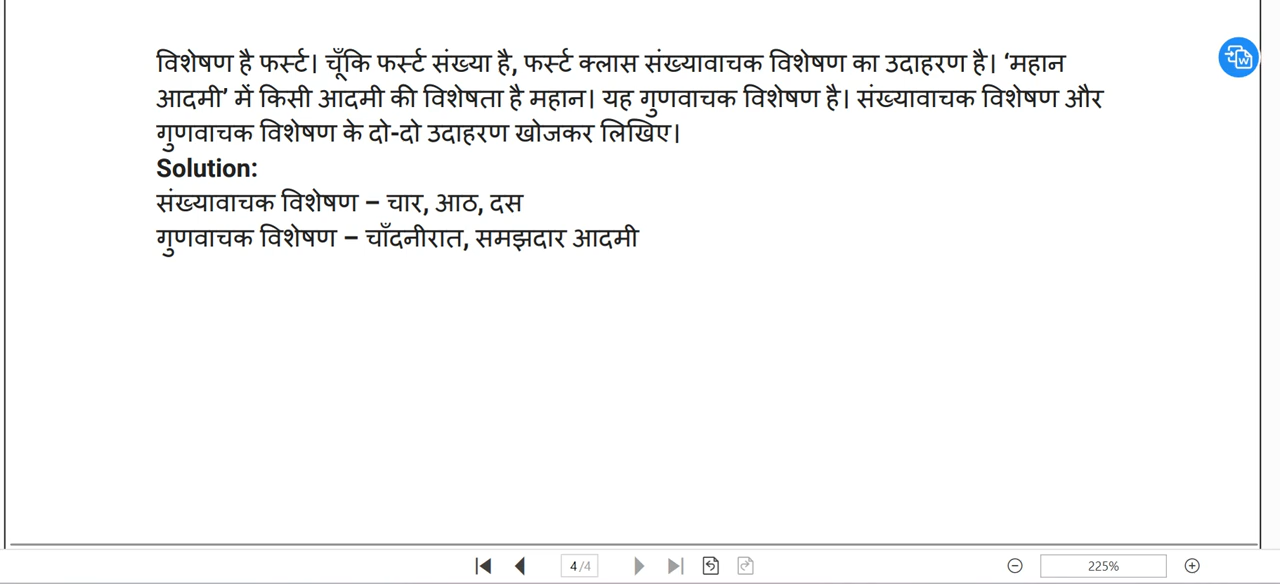 विशेषण है फर्स्ट। चूँकि फर्स्ट संख्या है, फर्स्ट क्लास संख्यावाचक विशेषण का उदाहरण है। ‘महान
आदमी’ में किसी आदमी की विशेषता है महान। यह गुणवाचक विशेषण है। संख्यावाचक विशेषण और
गुणवाचक विशेषण के दो-दो उदाहरण खोजकर लिखिए।
Solution:
संख्यावाचक विशेषण – चार, आठ, दस
गुणवाचक विशेषण – चाँदनीरात, समझदार आदमी
4/4 225%